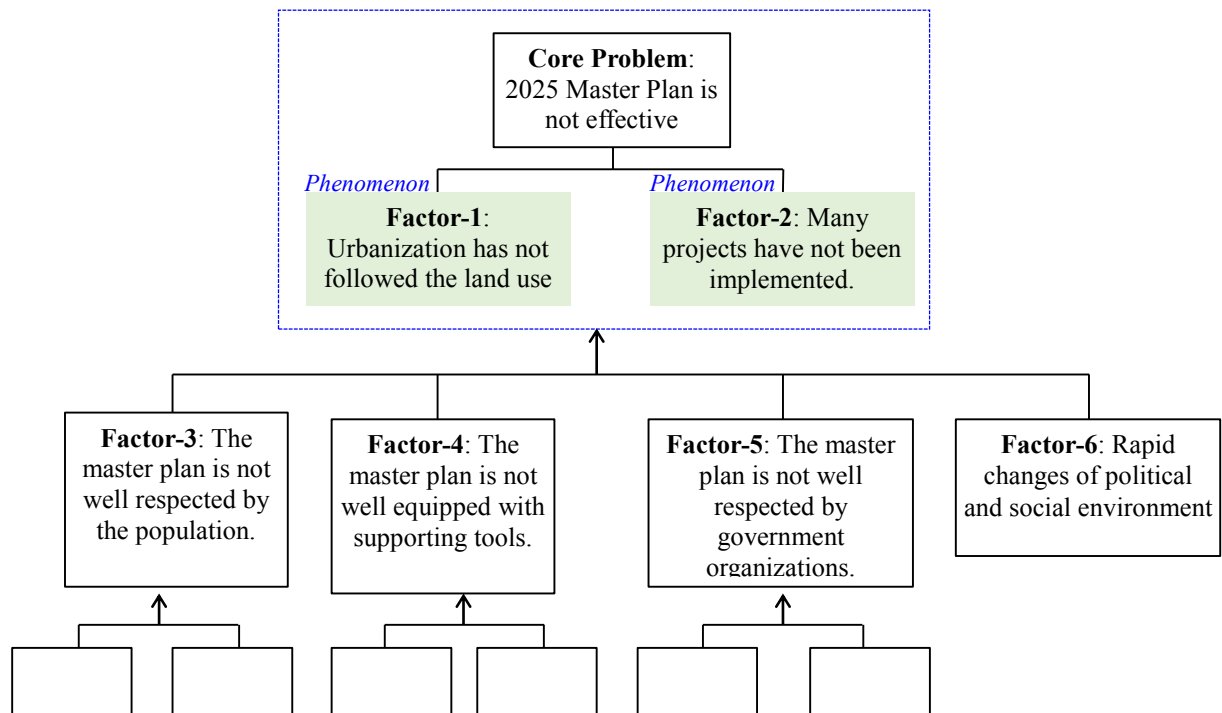 Core Problem:
2025 Master Plan is
not effective
Phenomenon
Phenomenon
Factor-1:
Urbanization has not
followed the land use
Factor-2: Many
projects have not been
implemented.
Factor-3: The
master plan is not
well respected by
the population.
Factor-4: The
master plan is not
well equipped with
supporting tools.
Factor-5: The master
plan is not well
respected by
government
organizations.
Factor-6: Rapid
changes of political
and social environment